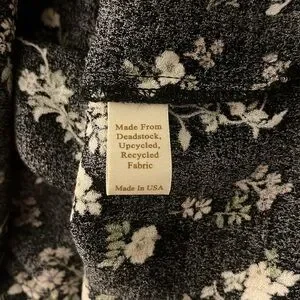 Made From
Deadstock,
Upcycled,
Recycled
Fabric
Made In USA